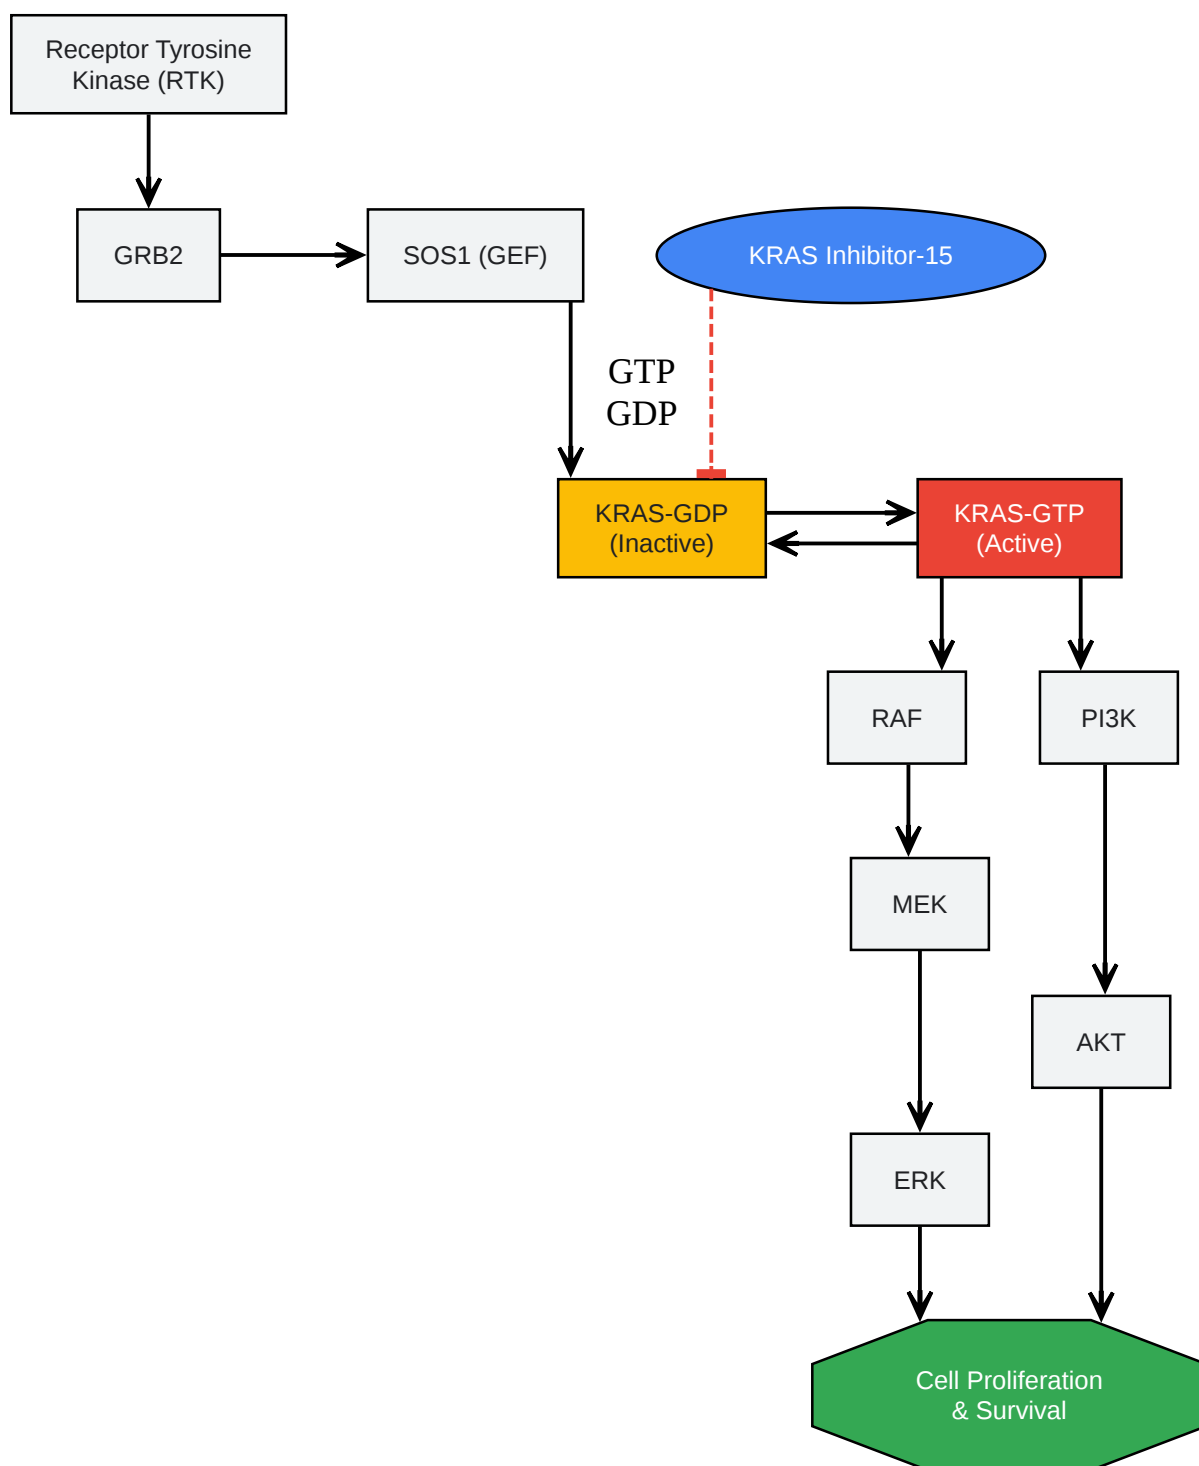 Receptor Tyrosine
Kinase (RTK)
GRB2
SOS1 (GEF)
KRAS Inhibitor-15
GTP
GDP
KRAS-GDP
(Inactive)
KRAS-GTP
(Active)
RAF
PI3K
MEK
AKT
ERK
Cell Proliferation
& Survival